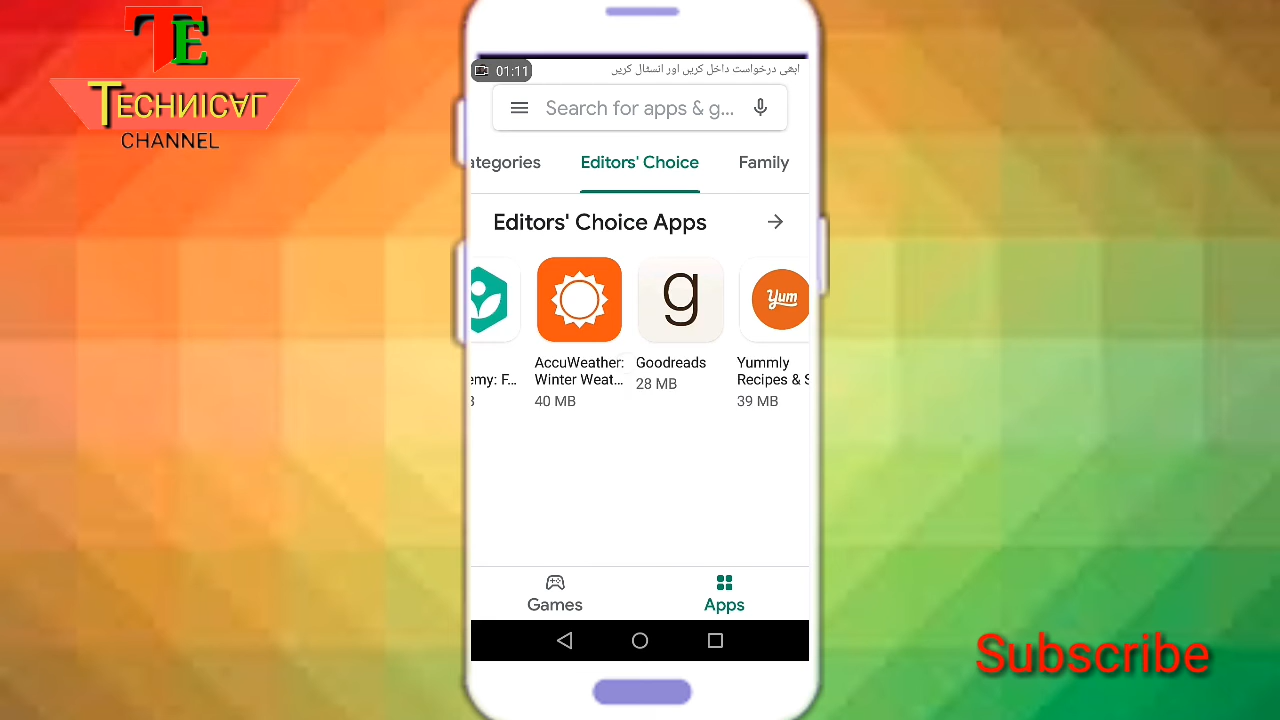 TE
TECHNICAL
CHANNEL
01:11
ابھی درخواست داخل کریں اور انسٹال کریں
Search for apps & g...
ategories
Editors' Choice
Family
Editors' Choice Apps
Yum
emy: F...
AccuWeather:
Winter Weat...
40 MB
g
Goodreads
28 MB
Yummly
Recipes & S
39 MB
Games
Apps
Subscribe